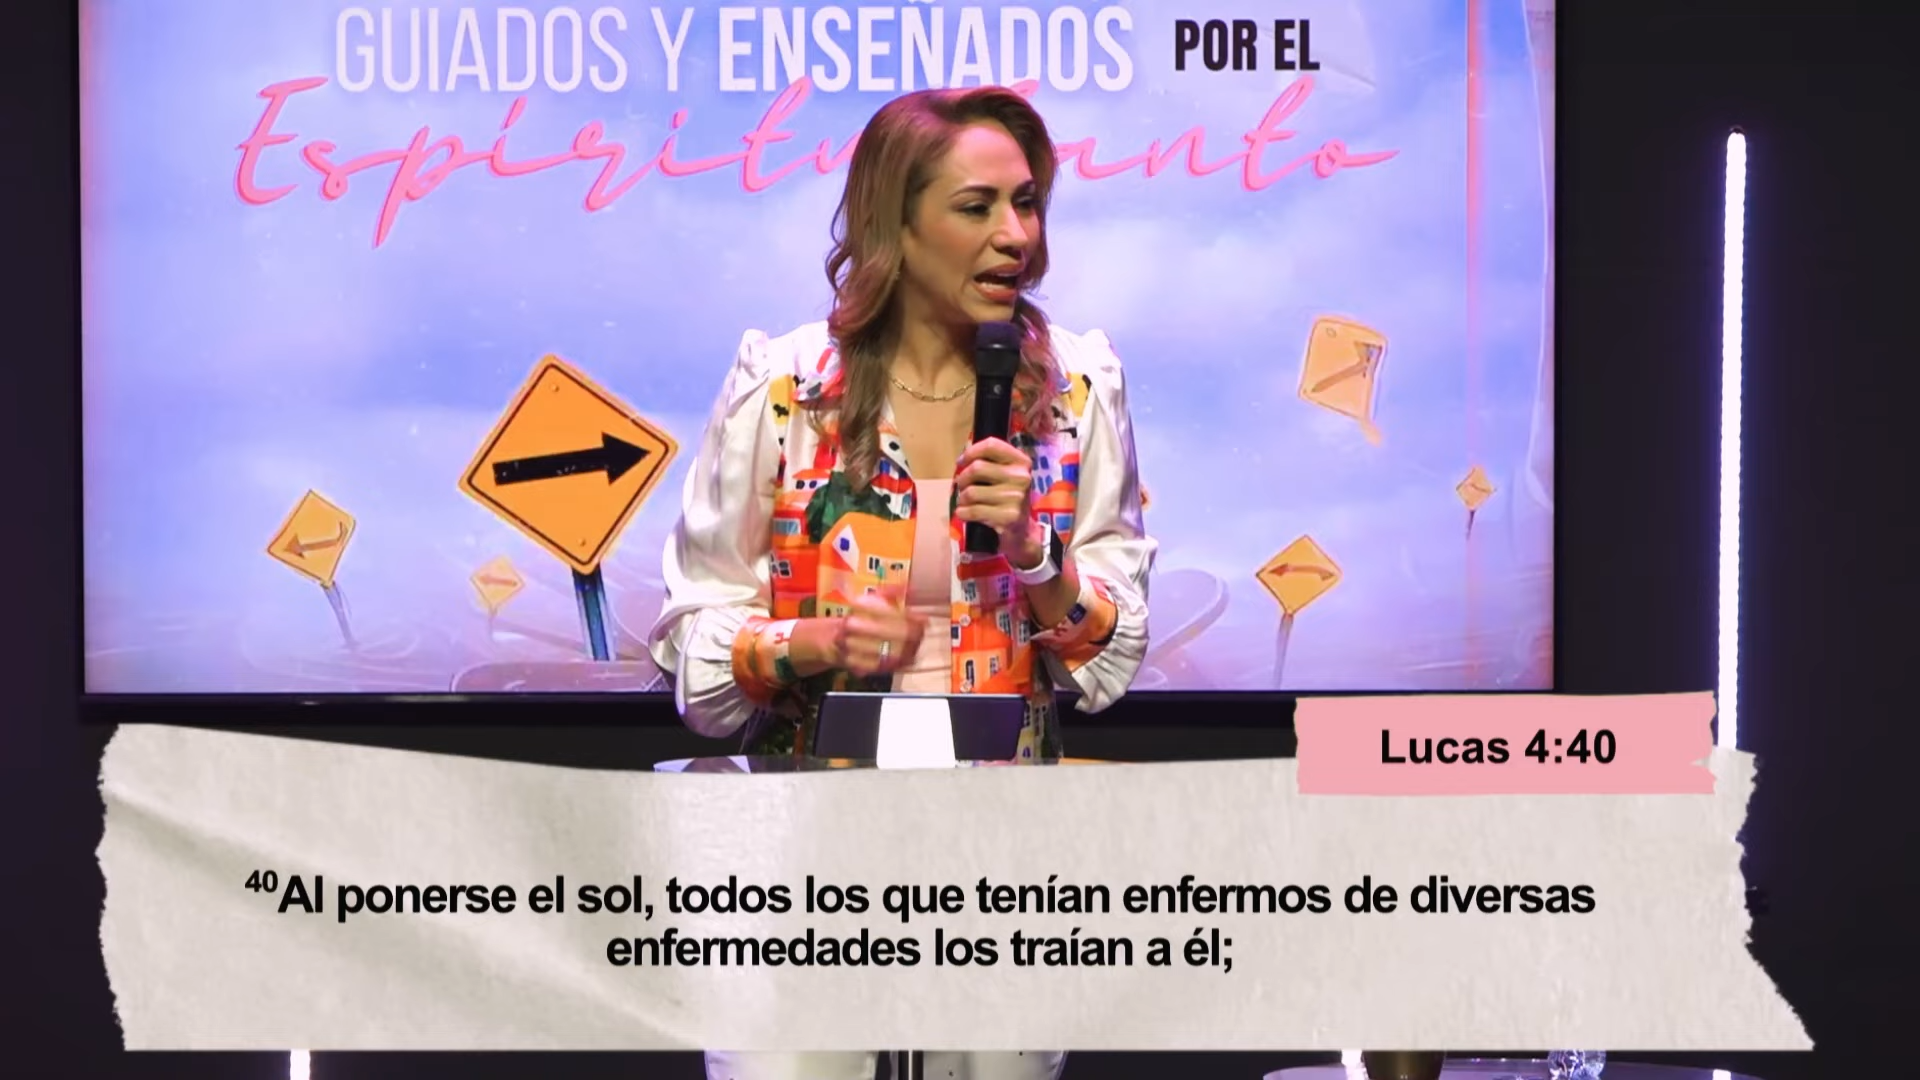 GUIADOS Y ENSEÑADOS POR EL
Espíritu
Lucas 4:40
40Al ponerse el sol, todos los que tenían enfermos de diversas
enfermedades los traían a él;